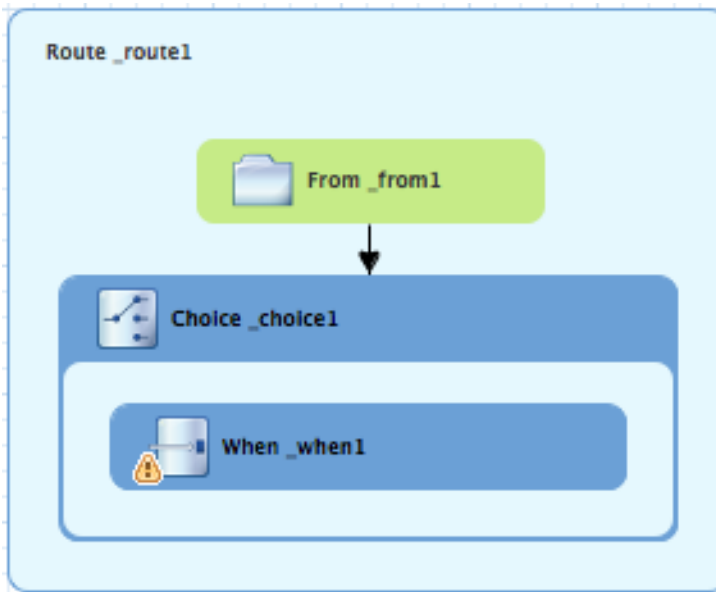 Route _route1
From _from1
Choice _choice1
When _when1